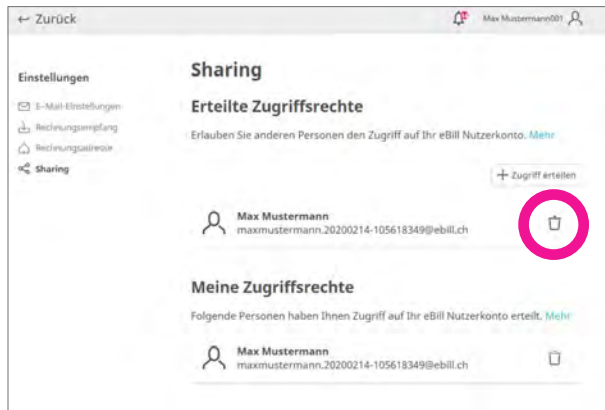 ← Zurück
Max Mustermann001
Einstellungen
E-Mail-Einstellungen
Rechnungsempfang
Rechnungsadresse
Sharing
Sharing
Erteilte Zugriffsrechte
Erlauben Sie anderen Personen den Zugriff auf Ihr eBill Nutzerkonto. Mehr
+ Zugriff erteilen
Max Mustermann
maxmustermann.20200214-105618349@ebill.ch
Meine Zugriffsrechte
Folgende Personen haben Ihnen Zugriff auf Ihr eBill Nutzerkonto erteilt. Mehr
Max Mustermann
maxmustermann.20200214-105618349@ebill.ch